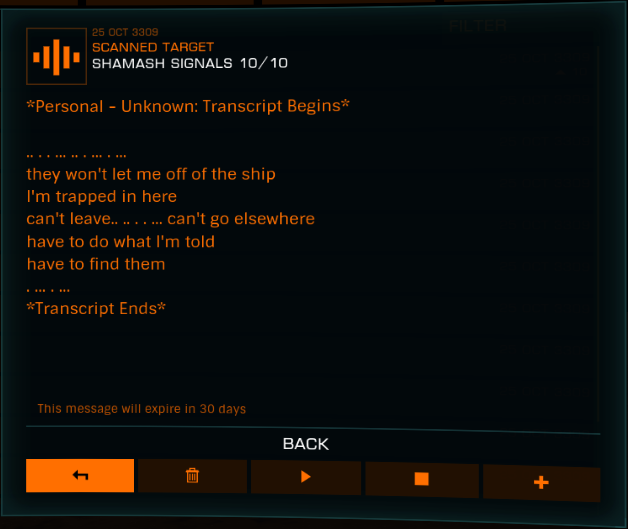 FILTER
25 OCT 3309
SCANNED TARGET
SHAMASH SIGNALS 10/10
*Personal - Unknown: Transcript Begins*
.. . . ... .. . ... . ...
they won't let me off of the ship
I'm trapped in here
can't leave.. .. . . ... can't go elsewhere
have to do what I'm told
have to find them
. ... . ...
*Transcript Ends*
This message will expire in 30 days
BACK